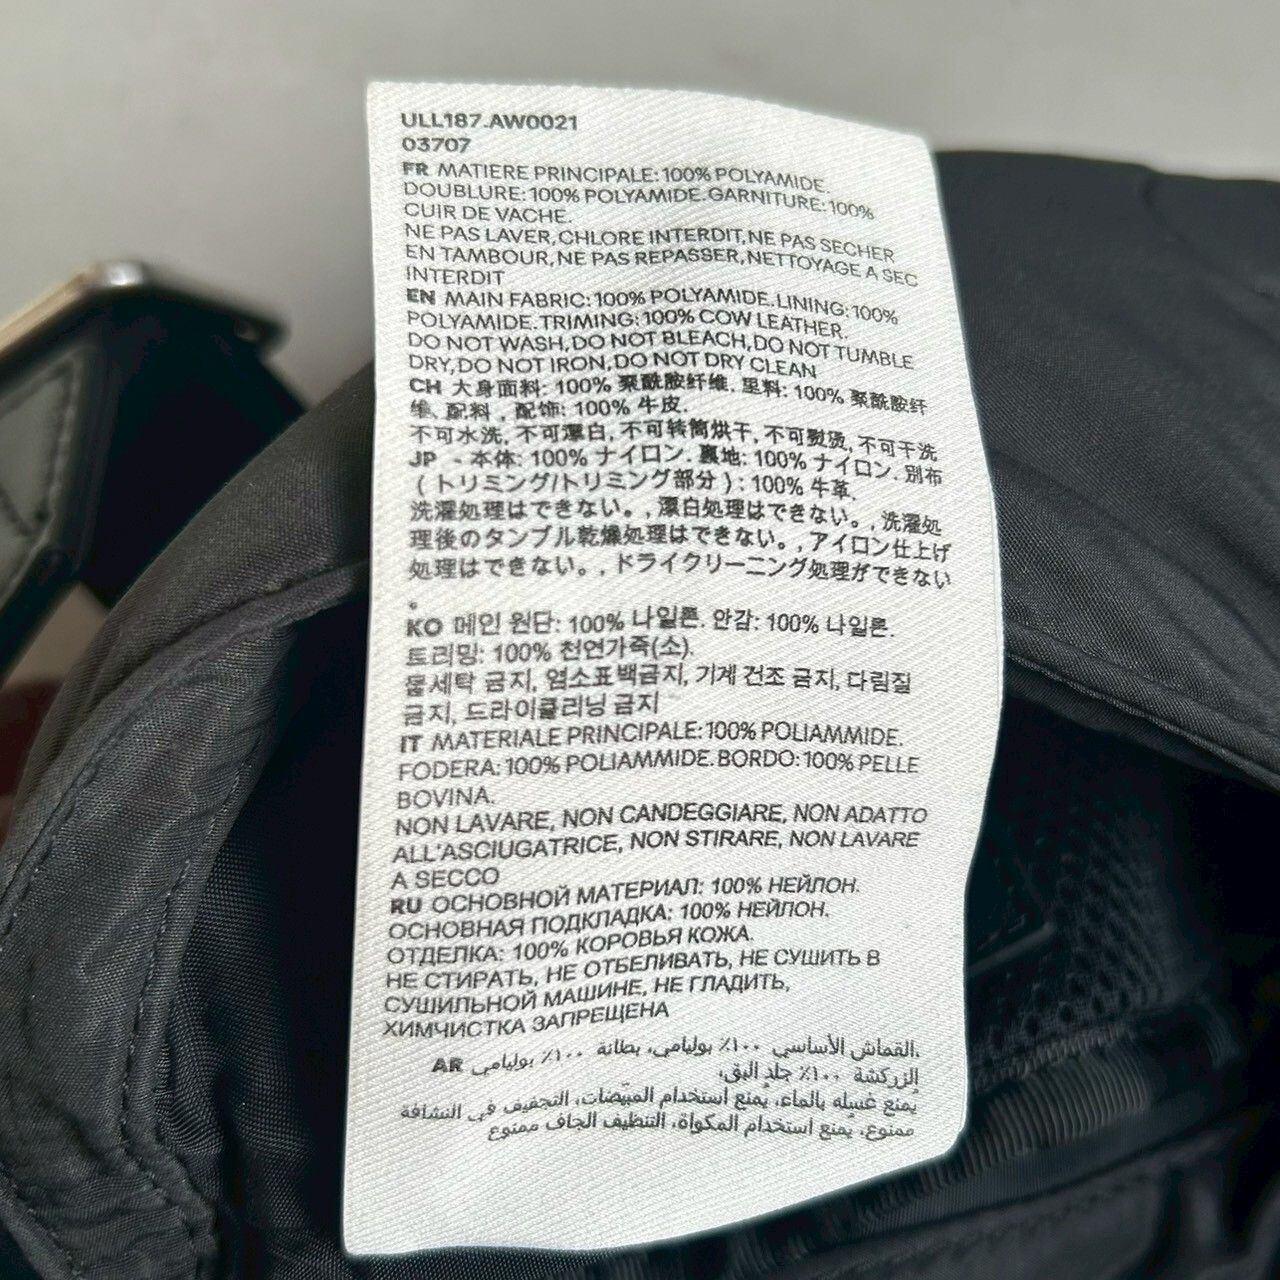 ULL187.AW0021
03707
FR MATIERE PRINCIPALE: 100% POLYAMIDE.
DOUBLURE: 100% POLYAMIDE. GARNITURE: 100%
CUIR DE VACHE.
NE PAS LAVER, CHLORE INTERDIT, NE PAS SECHER
EN TAMBOUR, NE PAS REPASSER, NETTOYAGE A SEC
INTERDIT
EN MAIN FABRIC: 100% POLYAMIDE. LINING: 100%
POLYAMIDE. TRIMING: 100% COW LEATHER.
DO NOT WASH, DO NOT BLEACH, DO NOT TUMBLE
DRY, DO NOT IRON, DO NOT DRY CLEAN
CH 大身面料: 100% 聚酰胺纤维. 里料: 100% 聚酰胺纤
维. 配料 , 配饰: 100% 牛皮.
不可水洗, 不可漂白, 不可转筒烘干, 不可熨烫, 不可干洗
JP - 本体: 100% ナイロン. 裏地: 100% ナイロン. 別布
( トリミング/トリミング部分 ) : 100% 牛革.
洗濯処理はできない。, 漂白処理はできない。, 洗濯処
理後のタンブル乾燥処理はできない。, アイロン仕上げ
処理はできない。, ドライクリーニング処理ができない
。
KO 메인 원단: 100% 나일론. 안감: 100% 나일론.
트리밍: 100% 천연가죽(소).
물세탁 금지, 염소표백금지, 기계 건조 금지, 다림질
금지, 드라이클리닝 금지
IT MATERIALE PRINCIPALE: 100% POLIAMMIDE.
FODERA: 100% POLIAMMIDE. BORDO: 100% PELLE
BOVINA.
NON LAVARE, NON CANDEGGIARE, NON ADATTO
ALL'ASCIUGATRICE, NON STIRARE, NON LAVARE
A SECCO
RU ОСНОВНОЙ МАТЕРИАЛ: 100% НЕЙЛОН.
ОСНОВНАЯ ПОДКЛАДКА: 100% НЕЙЛОН.
ОТДЕЛКА: 100% КОРОВЬЯ КОЖА.
НЕ СТИРАТЬ, НЕ ОТБЕЛИВАТЬ, НЕ СУШИТЬ В
СУШИЛЬНОЙ МАШИНЕ, НЕ ГЛАДИТЬ,
ХИМЧИСТКА ЗАПРЕЩЕНА
AR القماش الأساسي ١٠٠٪ بوليامي، بطانة ١٠٠٪ بوليامي.
الزركشة ١٠٠٪ جلد البق،
يُمنع غسله بالماء، يمنع استخدام المبيّضات، التجفيف في النشافة
ممنوع، يمنع استخدام المكواة، التنظيف الجاف ممنوع